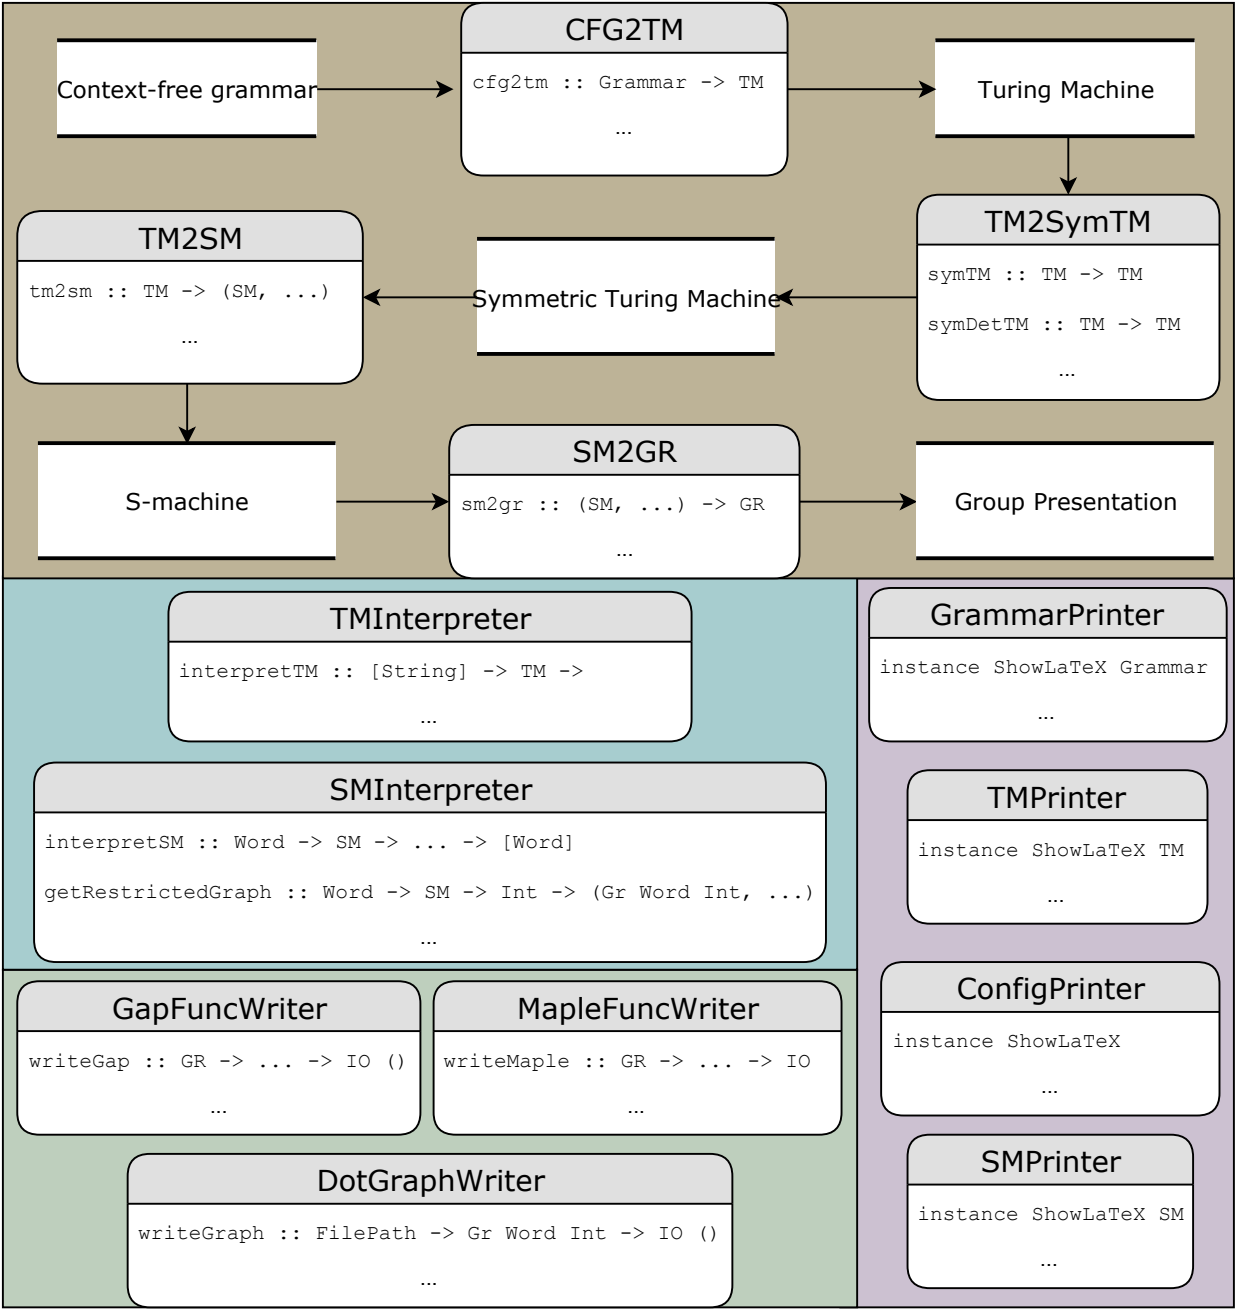 CFG2TM
cfg2tm :: Grammar -> TM
...
Context-free grammar
Turing Machine
TM2SM
tm2sm :: TM -> (SM, ...)
...
Symmetric Turing Machine
TM2SymTM
symTM :: TM -> TM
symDetTM :: TM -> TM
...
S-machine
SM2GR
sm2gr :: (SM, ...) -> GR
...
Group Presentation
TMInterpreter
interpretTM :: [String] -> TM ->
...
SMInterpreter
interpretSM :: Word -> SM -> ... -> [Word]
getRestrictedGraph :: Word -> SM -> Int -> (Gr Word Int, ...)
...
GapFuncWriter
writeGap :: GR -> ... -> IO ()
...
MapleFuncWriter
writeMaple :: GR -> ... -> IO
...
DotGraphWriter
writeGraph :: FilePath -> Gr Word Int -> IO ()
...
GrammarPrinter
instance ShowLaTeX Grammar
...
TMPrinter
instance ShowLaTeX TM
...
ConfigPrinter
instance ShowLaTeX
...
SMPrinter
instance ShowLaTeX SM
...